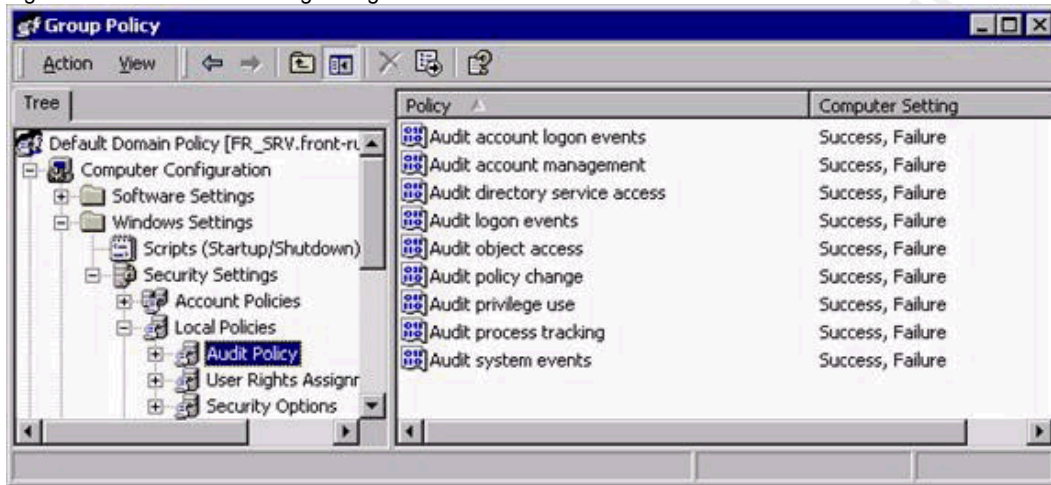 Group Policy
Action View
Tree
Policy Computer Setting
Default Domain Policy [FR_SRV.front-ru
Computer Configuration
Software Settings
Windows Settings
Scripts (Startup/Shutdown)
Security Settings
Account Policies
Local Policies
Audit Policy
User Rights Assignr
Security Options
Audit account logon events Success, Failure
Audit account management Success, Failure
Audit directory service access Success, Failure
Audit logon events Success, Failure
Audit object access Success, Failure
Audit policy change Success, Failure
Audit privilege use Success, Failure
Audit process tracking Success, Failure
Audit system events Success, Failure